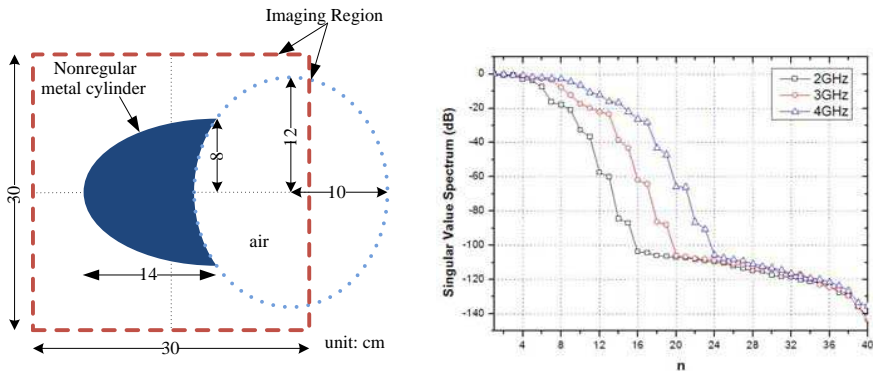 Imaging Region
Nonregular
metal cylinder
30
8
12
10
air
14
30
unit: cm
Singular Value Spectrum (dB)
0
-20
-40
-60
-80
-100
-120
-140
4
8
12
16
20
24
28
32
36
40
n
2GHz
3GHz
4GHz